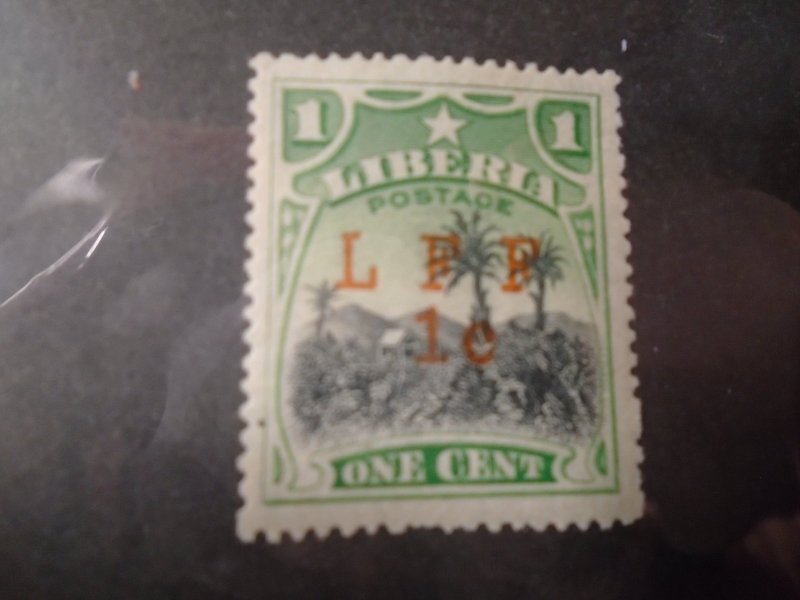 1 1
LIBERIA
POSTAGE
L F F
1c
ONE CENT